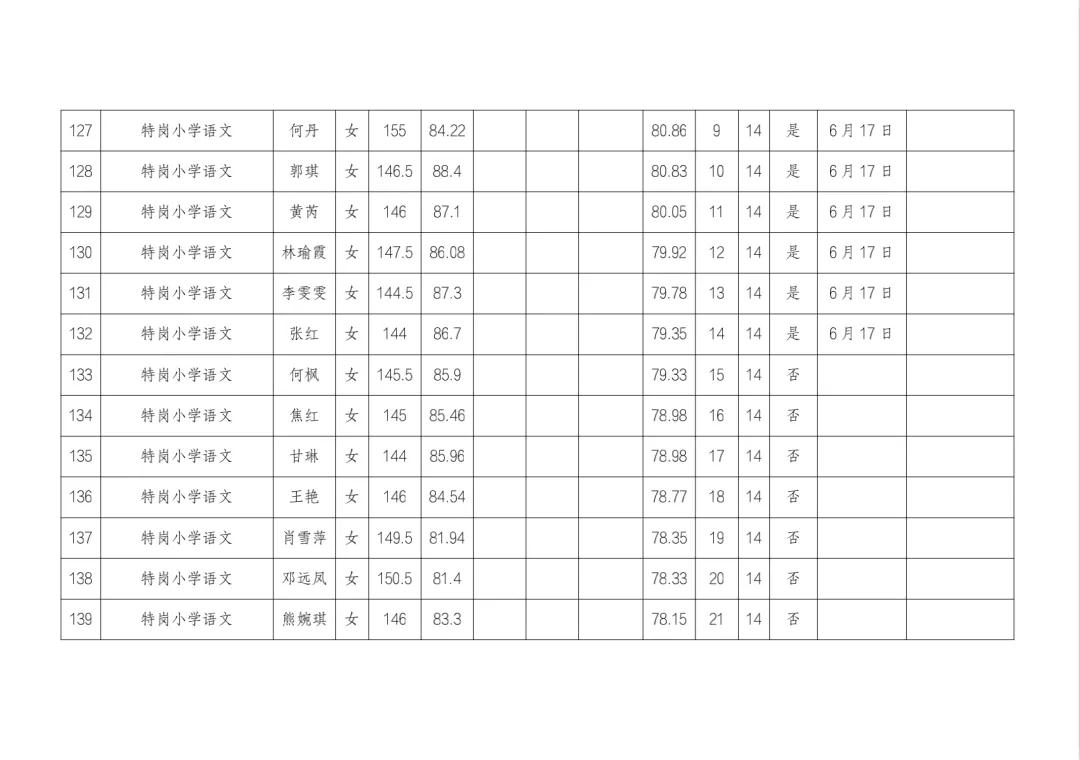 127 特岗小学语文 何丹 女 155 84.22 80.86 9 14 是 6月17日
128 特岗小学语文 郭琪 女 146.5 88.4 80.83 10 14 是 6月17日
129 特岗小学语文 黄芮 女 146 87.1 80.05 11 14 是 6月17日
130 特岗小学语文 林瑜霞 女 147.5 86.08 79.92 12 14 是 6月17日
131 特岗小学语文 李雯雯 女 144.5 87.3 79.78 13 14 是 6月17日
132 特岗小学语文 张红 女 144 86.7 79.35 14 14 是 6月17日
133 特岗小学语文 何枫 女 145.5 85.9 79.33 15 14 否
134 特岗小学语文 焦红 女 145 85.46 78.98 16 14 否
135 特岗小学语文 甘琳 女 144 85.96 78.98 17 14 否
136 特岗小学语文 王艳 女 146 84.54 78.77 18 14 否
137 特岗小学语文 肖雪萍 女 149.5 81.94 78.35 19 14 否
138 特岗小学语文 邓远凤 女 150.5 81.4 78.33 20 14 否
139 特岗小学语文 熊婉琪 女 146 83.3 78.15 21 14 否